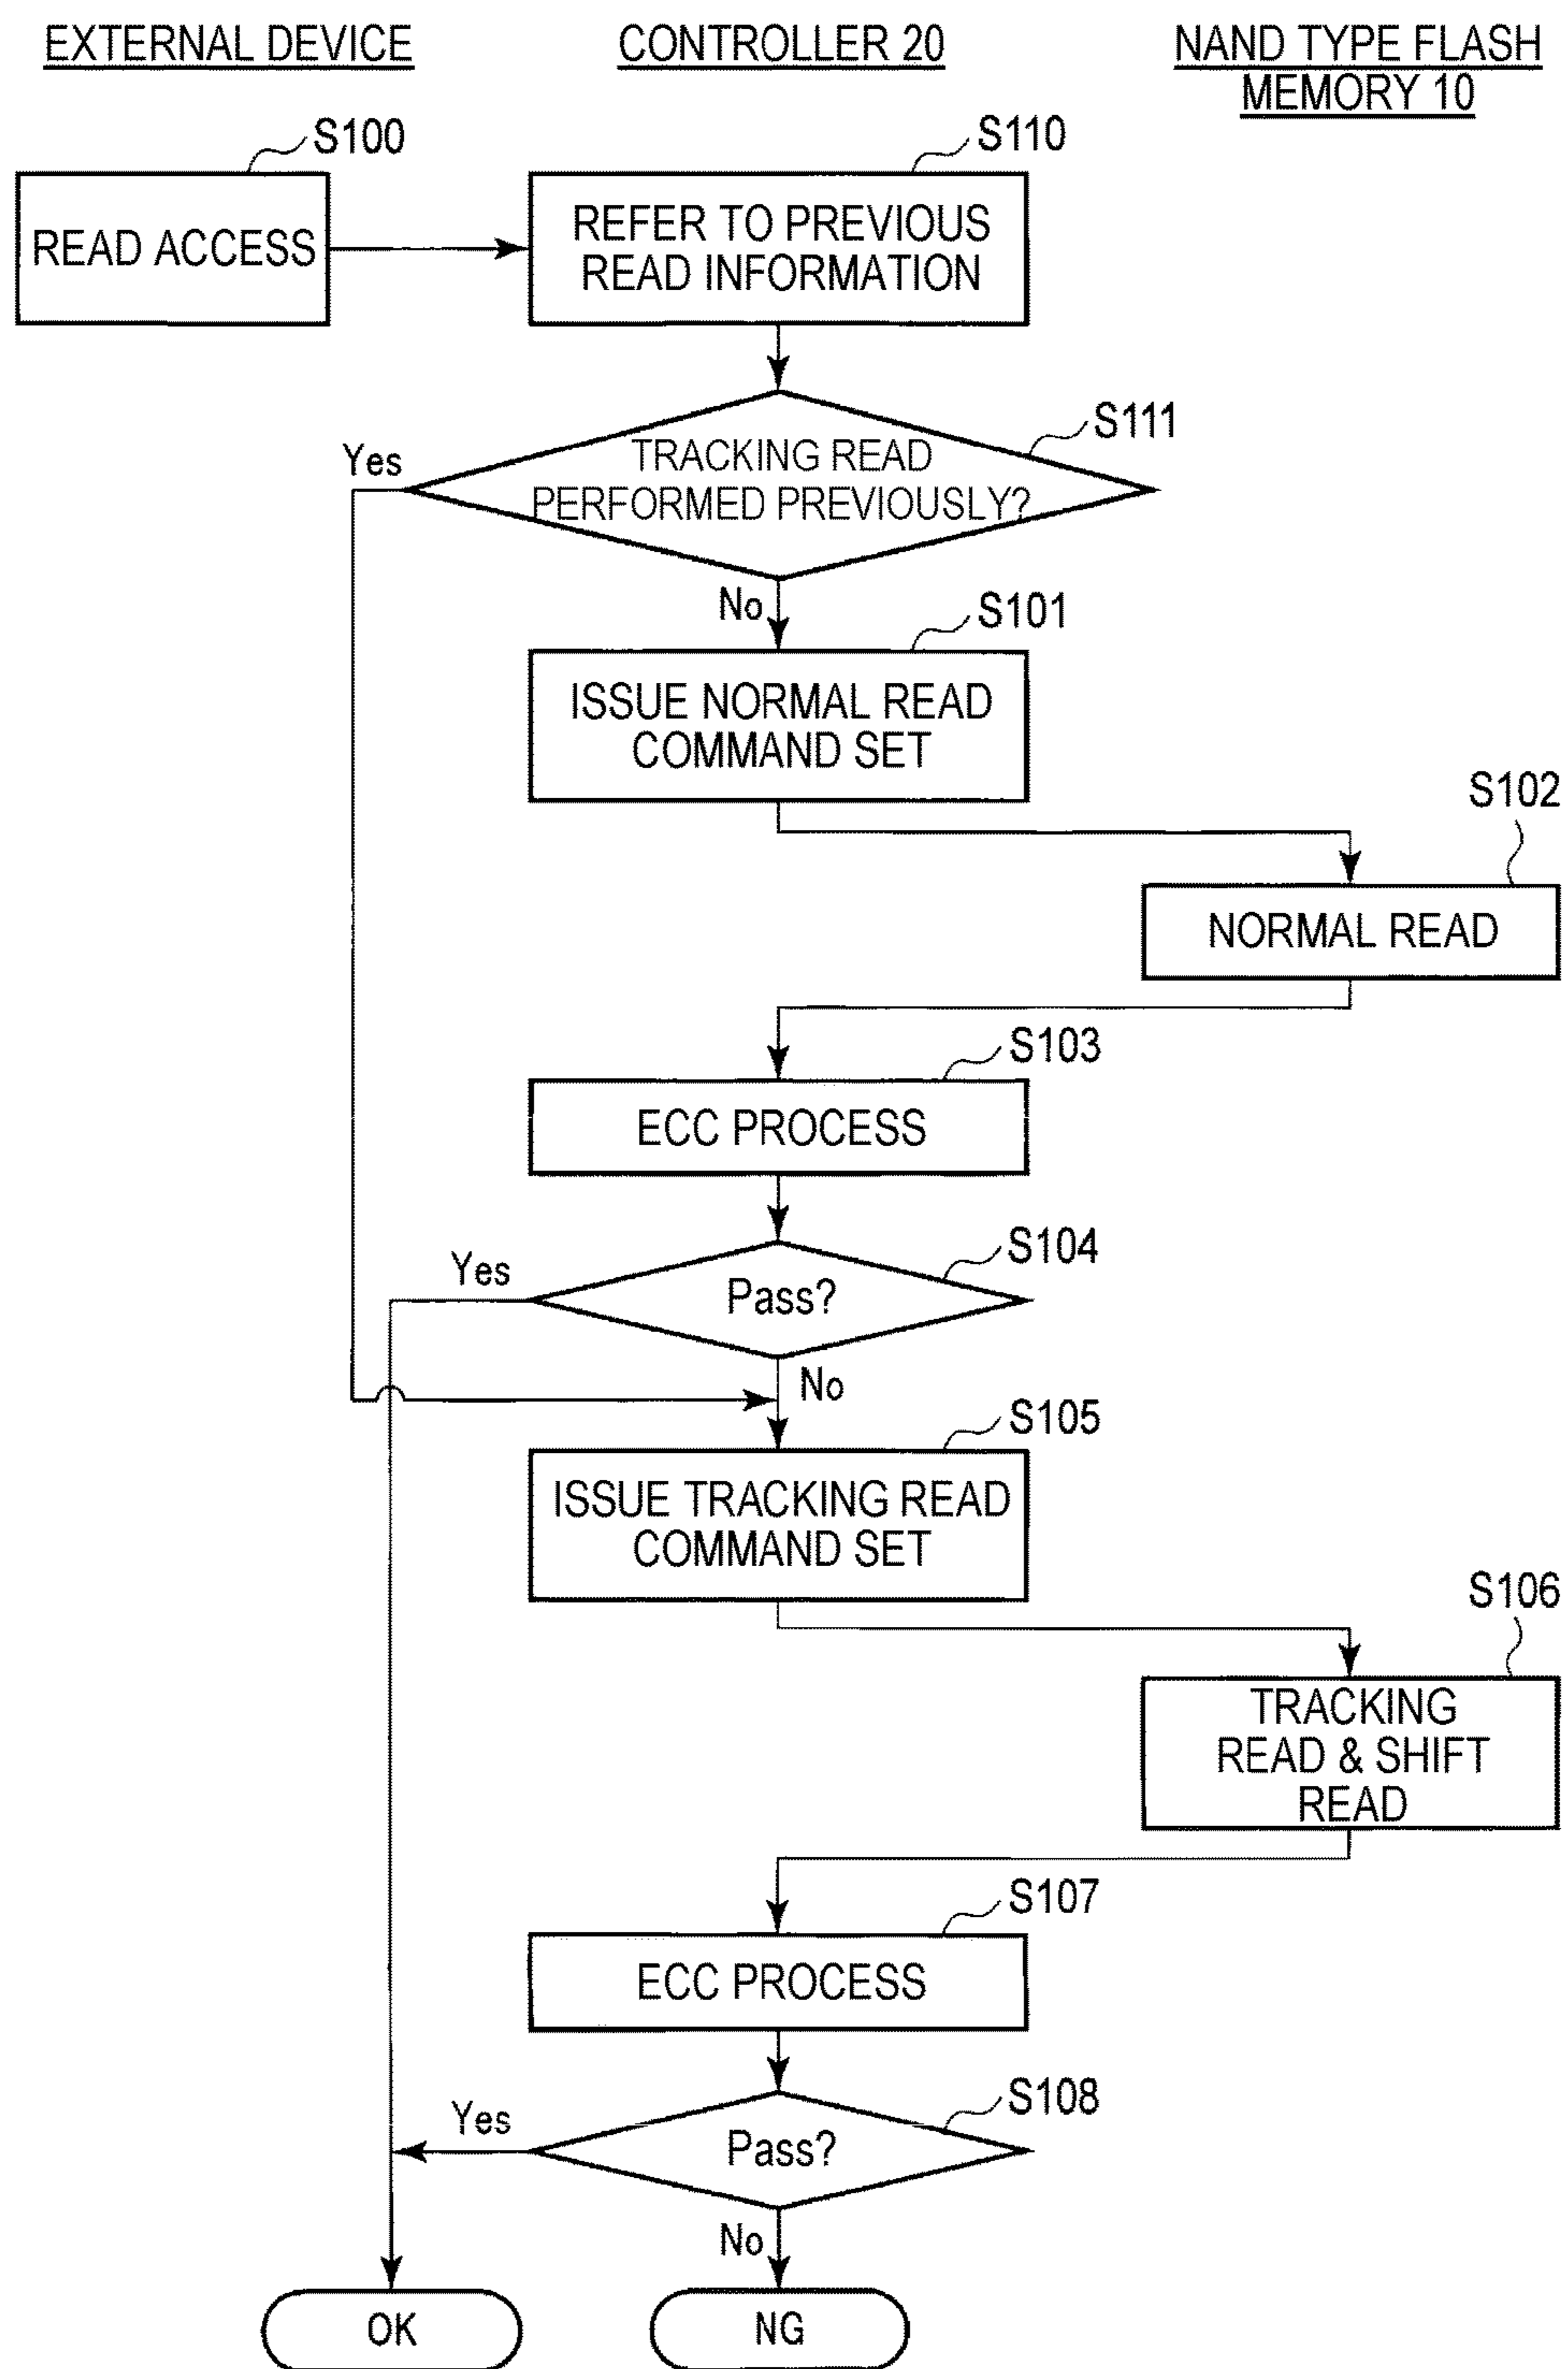 EXTERNAL DEVICE
CONTROLLER 20
NAND TYPE FLASH
MEMORY 10
S100
READ ACCESS
S110
REFER TO PREVIOUS
READ INFORMATION
S111
TRACKING READ
PERFORMED PREVIOUSLY?
Yes
No
S101
ISSUE NORMAL READ
COMMAND SET
S102
NORMAL READ
S103
ECC PROCESS
S104
Pass?
Yes
No
S105
ISSUE TRACKING READ
COMMAND SET
S106
TRACKING
READ & SHIFT
READ
S107
ECC PROCESS
S108
Pass?
Yes
No
OK
NG